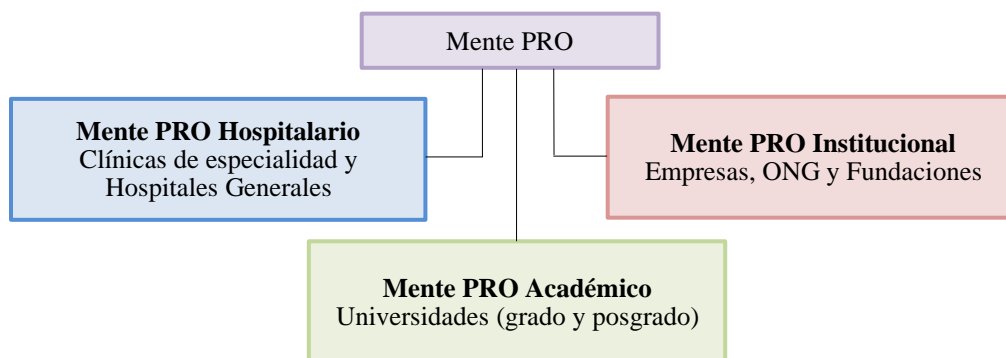 Mente PRO
Mente PRO Hospitalario
Clínicas de especialidad y
Hospitales Generales
Mente PRO Institucional
Empresas, ONG y Fundaciones
Mente PRO Académico
Universidades (grado y posgrado)